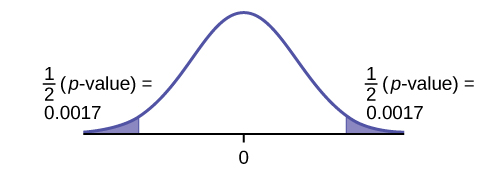 1/2 (p-value) =
0.0017
1/2 (p-value) =
0.0017
0